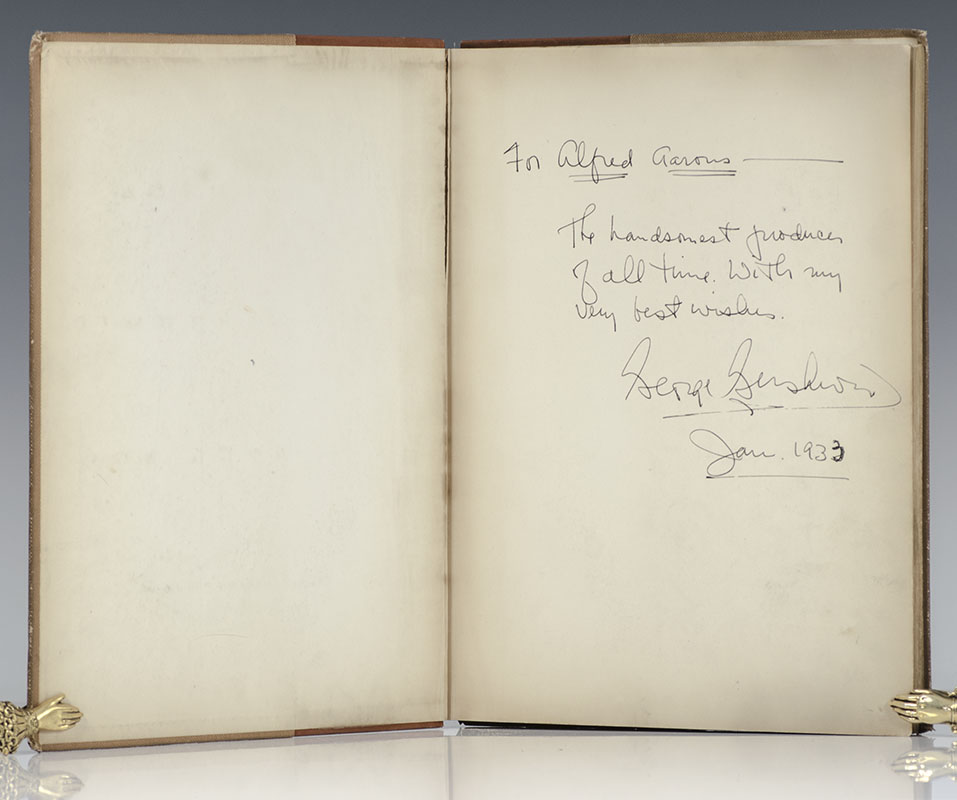 For Alfred Aarons
The handsomest producer
of all time. With my
very best wishes.
George Gershwin
Jan. 1933